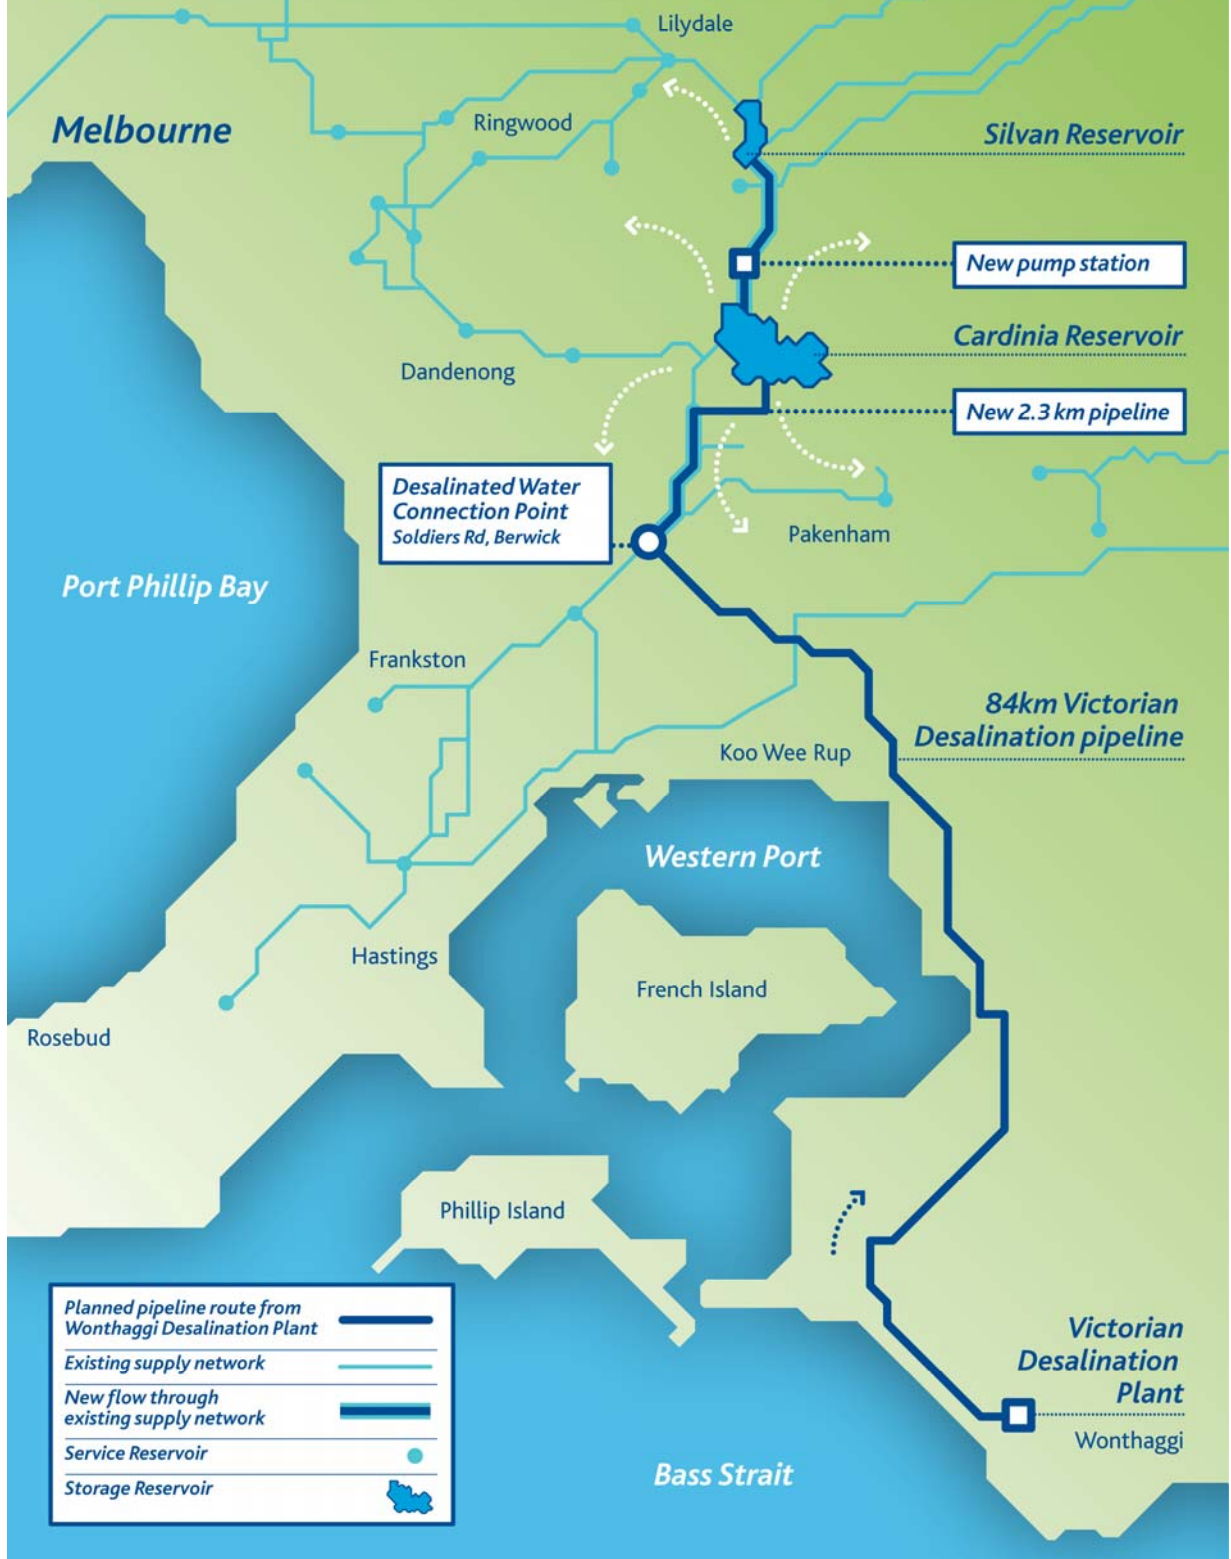 Lilydale
Melbourne
Ringwood
Silvan Reservoir
New pump station
Cardinia Reservoir
Dandenong
New 2.3 km pipeline
Desalinated Water
Connection Point
Soldiers Rd, Berwick
Pakenham
Port Phillip Bay
Frankston
84km Victorian
Desalination pipeline
Koo Wee Rup
Western Port
Hastings
French Island
Rosebud
Phillip Island
Planned pipeline route from
Wonthaggi Desalination Plant
Existing supply network
New flow through
existing supply network
Service Reservoir
Storage Reservoir
Victorian
Desalination
Plant
Wonthaggi
Bass Strait